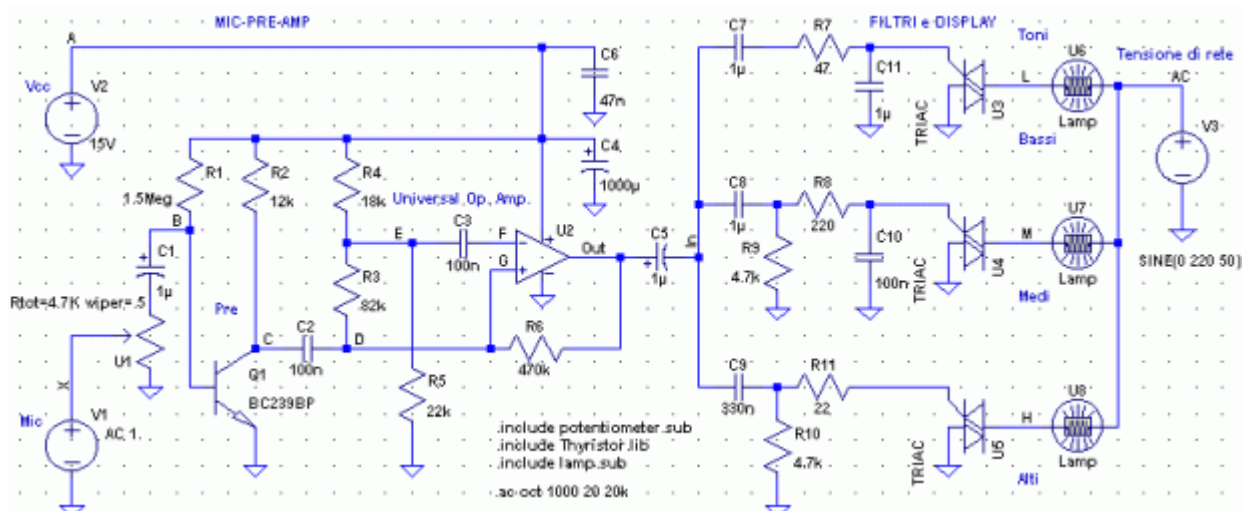 MIC-PRE-AMP
FILTRI e DISPLAY
A
Vcc
V2
15V
C6
47n
C4
1000µ
R1
1.5Meg
R2
12k
R4
18k
Universal Op. Amp.
B
C1
1µ
E
C3
100n
F
G
U2
Out
C5
1µ
In
R3
82k
Rtot=4.7K wiper=.5
U1
Pre
C
C2
100n
D
R6
470k
Q1
BC239BP
R5
22k
X
Mic
V1
AC 1
.include potentiometer.sub
.include Thyristor.lib
.include lamp.sub
.ac oct 1000 20 20k
C7
1µ
R7
47
C11
1µ
TRIAC
U3
L
Toni
U6
Lamp
Bassi
Tensione di rete
AC
V3
SINE(0 220 50)
C8
1µ
R8
220
R9
4.7k
C10
100n
TRIAC
U4
M
U7
Lamp
Medi
C9
330n
R11
22
R10
4.7k
TRIAC
U5
H
U8
Lamp
Alti